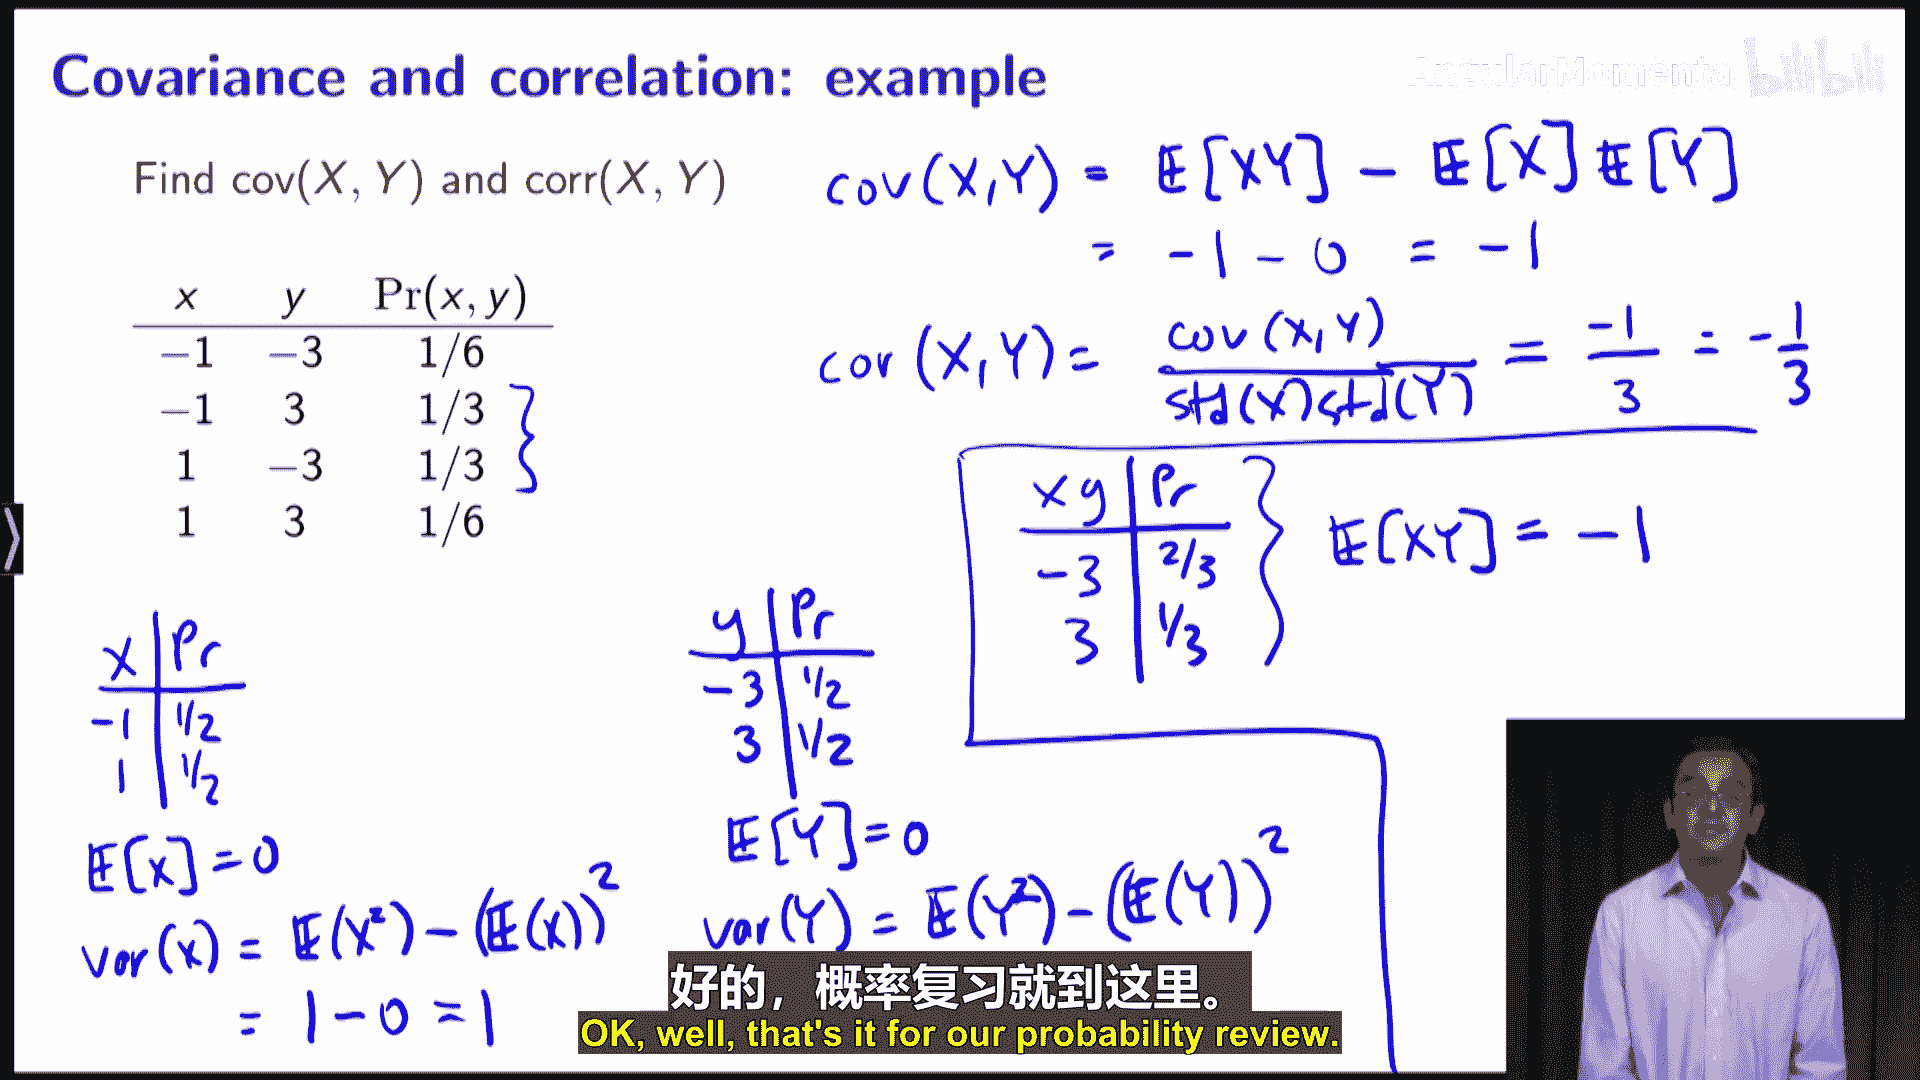 Covariance and correlation: example
AngularMomenta bilibili
Find cov(X, Y) and corr(X, Y)
x y Pr(x, y)
−1 −3 1/6
−1 3 1/3
1 −3 1/3
1 3 1/6
cov(X,Y) = E[XY] − E[X]E[Y]
= −1 − 0 = −1
cor(X,Y) = cov(X,Y) / std(X)std(Y) = −1/3 = −1/3
xy Pr
−3 2/3
3 1/3
E[XY] = −1
x Pr
−1 1/2
1 1/2
E[X] = 0
var(X) = E(X²) − (E(X))²
= 1 − 0 = 1
y Pr
−3 1/2
3 1/2
E[Y] = 0
var(Y) = E(Y²) − (E(Y))²
好的，概率复习就到这里。
OK, well, that's it for our probability review.